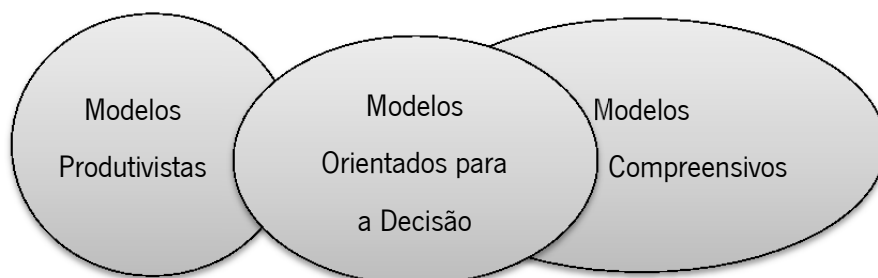 Modelos
Produtivistas
Modelos
Orientados para
a Decisão
Modelos
Compreensivos